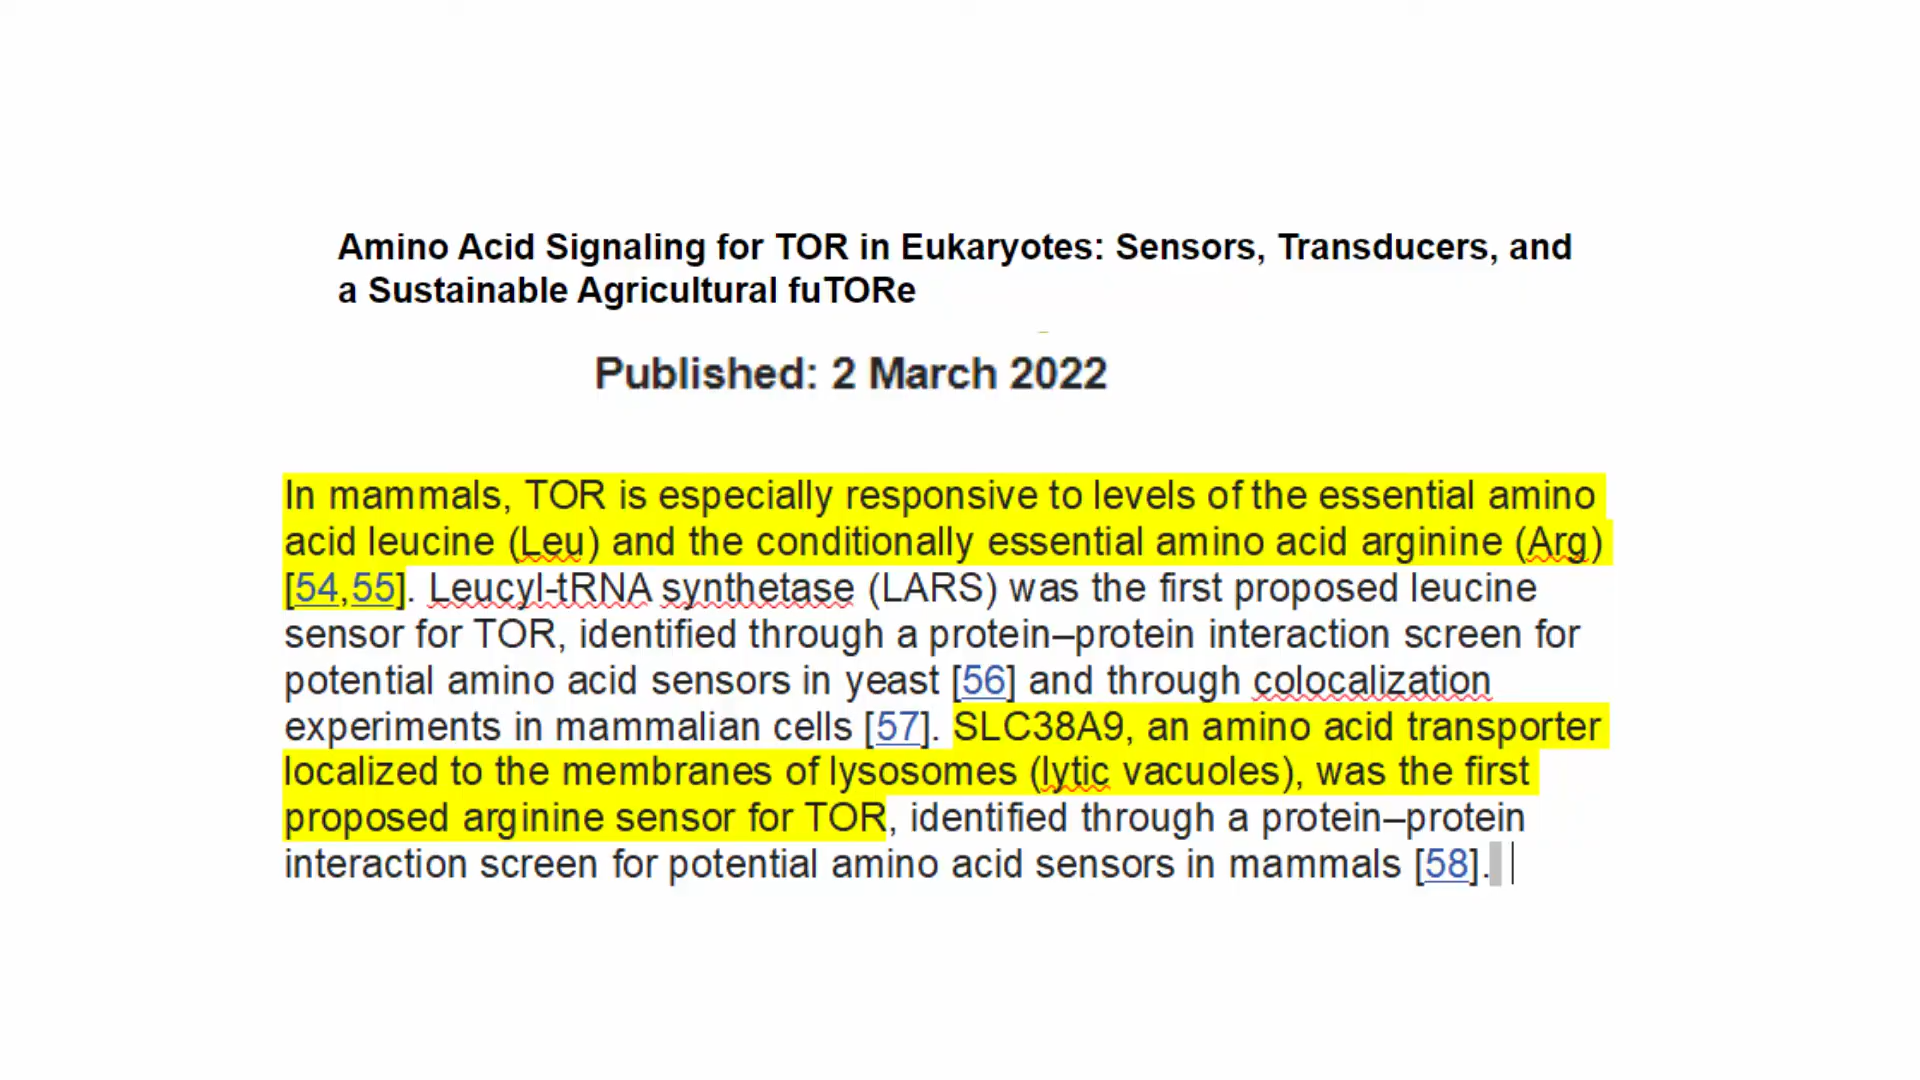 Amino Acid Signaling for TOR in Eukaryotes: Sensors, Transducers, and
a Sustainable Agricultural fuTORe
Published: 2 March 2022
In mammals, TOR is especially responsive to levels of the essential amino
acid leucine (Leu) and the conditionally essential amino acid arginine (Arg)
[54,55]. Leucyl-tRNA synthetase (LARS) was the first proposed leucine
sensor for TOR, identified through a protein–protein interaction screen for
potential amino acid sensors in yeast [56] and through colocalization
experiments in mammalian cells [57]. SLC38A9, an amino acid transporter
localized to the membranes of lysosomes (lytic vacuoles), was the first
proposed arginine sensor for TOR, identified through a protein–protein
interaction screen for potential amino acid sensors in mammals [58].